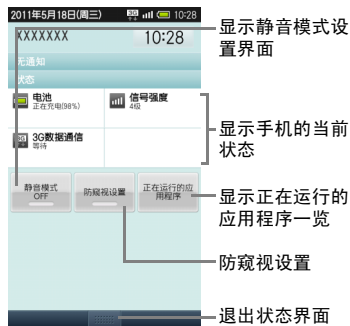 2011年5月18日(周三) 3G 10:28
XXXXXXX 10:28
无通知
状态
电池
正在充电(98%)
信号强度
4级
3G 3G数据通信
等待
静音模式
OFF
防窥视设置
正在运行的应
用程序
显示静音模式设
置界面
显示手机的当前
状态
显示正在运行的
应用程序一览
防窥视设置
退出状态界面